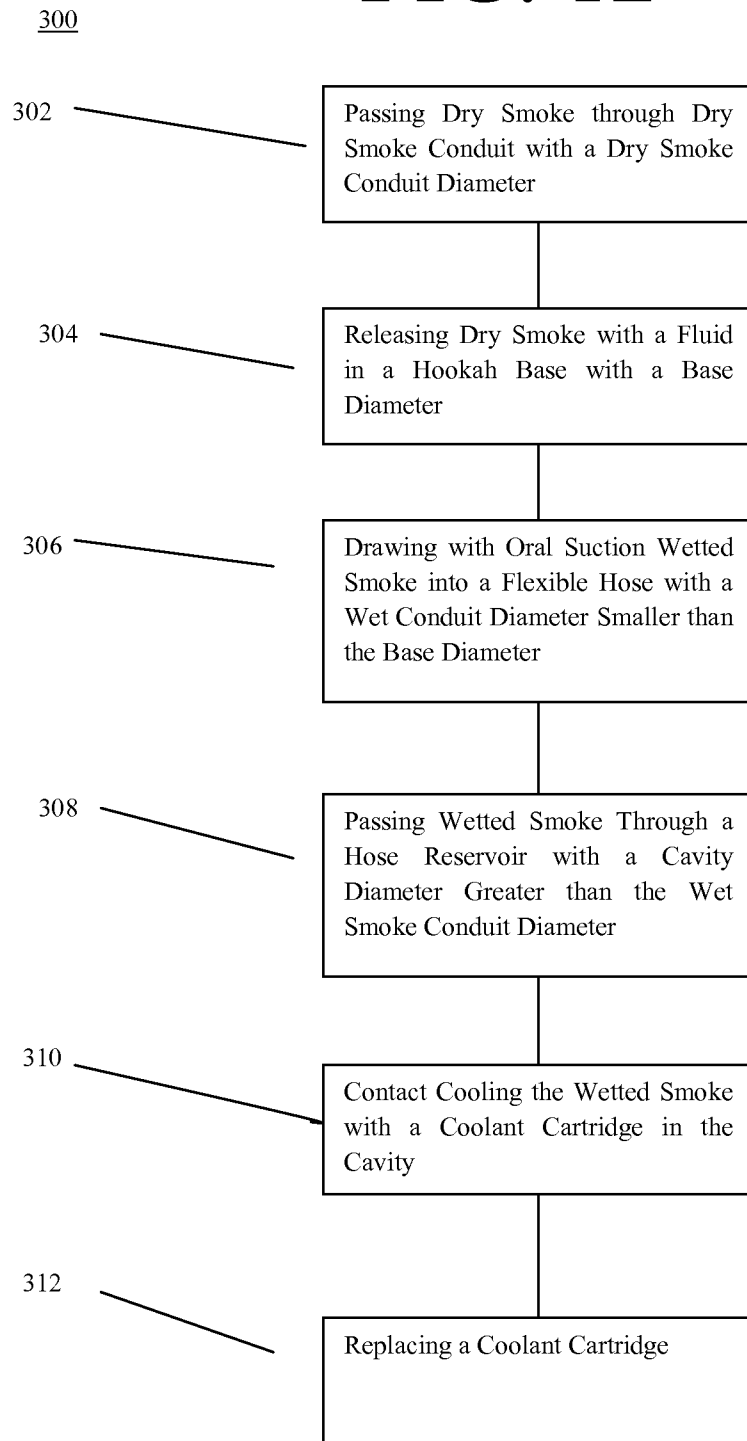 300
302
Passing Dry Smoke through Dry
Smoke Conduit with a Dry Smoke
Conduit Diameter
304
Releasing Dry Smoke with a Fluid
in a Hookah Base with a Base
Diameter
306
Drawing with Oral Suction Wetted
Smoke into a Flexible Hose with a
Wet Conduit Diameter Smaller than
the Base Diameter
308
Passing Wetted Smoke Through a
Hose Reservoir with a Cavity
Diameter Greater than the Wet
Smoke Conduit Diameter
310
Contact Cooling the Wetted Smoke
with a Coolant Cartridge in the
Cavity
312
Replacing a Coolant Cartridge